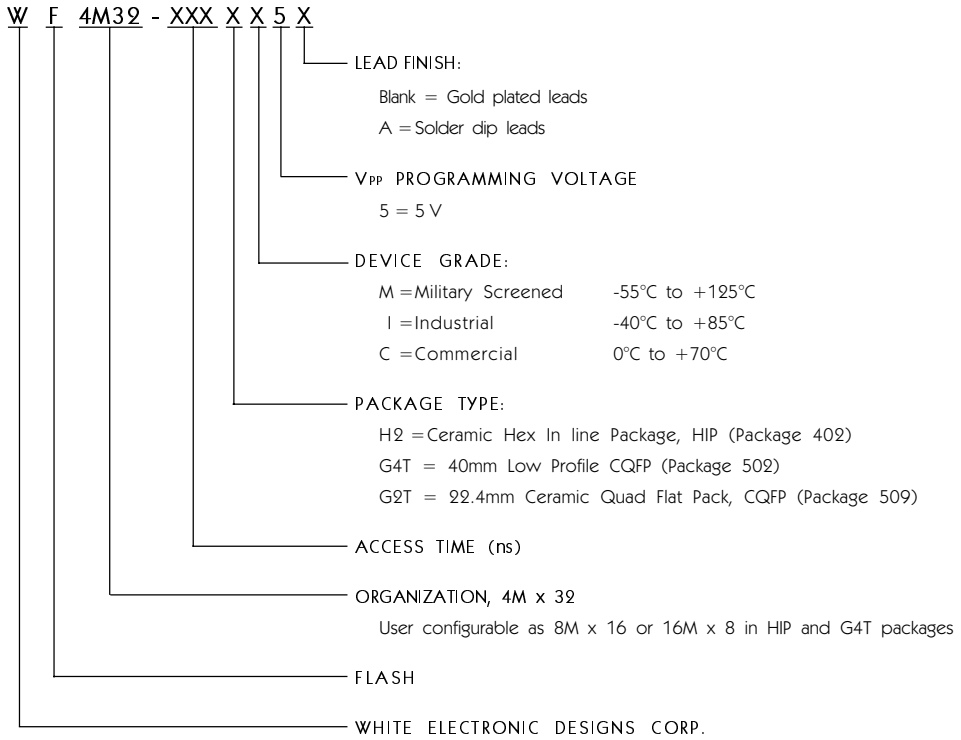 W F 4M32 - XXX X X 5 X
LEAD FINISH:
Blank = Gold plated leads
A = Solder dip leads
VPP PROGRAMMING VOLTAGE
5 = 5 V
DEVICE GRADE:
M = Military Screened -55°C to +125°C
I = Industrial -40°C to +85°C
C = Commercial 0°C to +70°C
PACKAGE TYPE:
H2 = Ceramic Hex In line Package, HIP (Package 402)
G4T = 40mm Low Profile CQFP (Package 502)
G2T = 22.4mm Ceramic Quad Flat Pack, CQFP (Package 509)
ACCESS TIME (ns)
ORGANIZATION, 4M x 32
User configurable as 8M x 16 or 16M x 8 in HIP and G4T packages
FLASH
WHITE ELECTRONIC DESIGNS CORP.